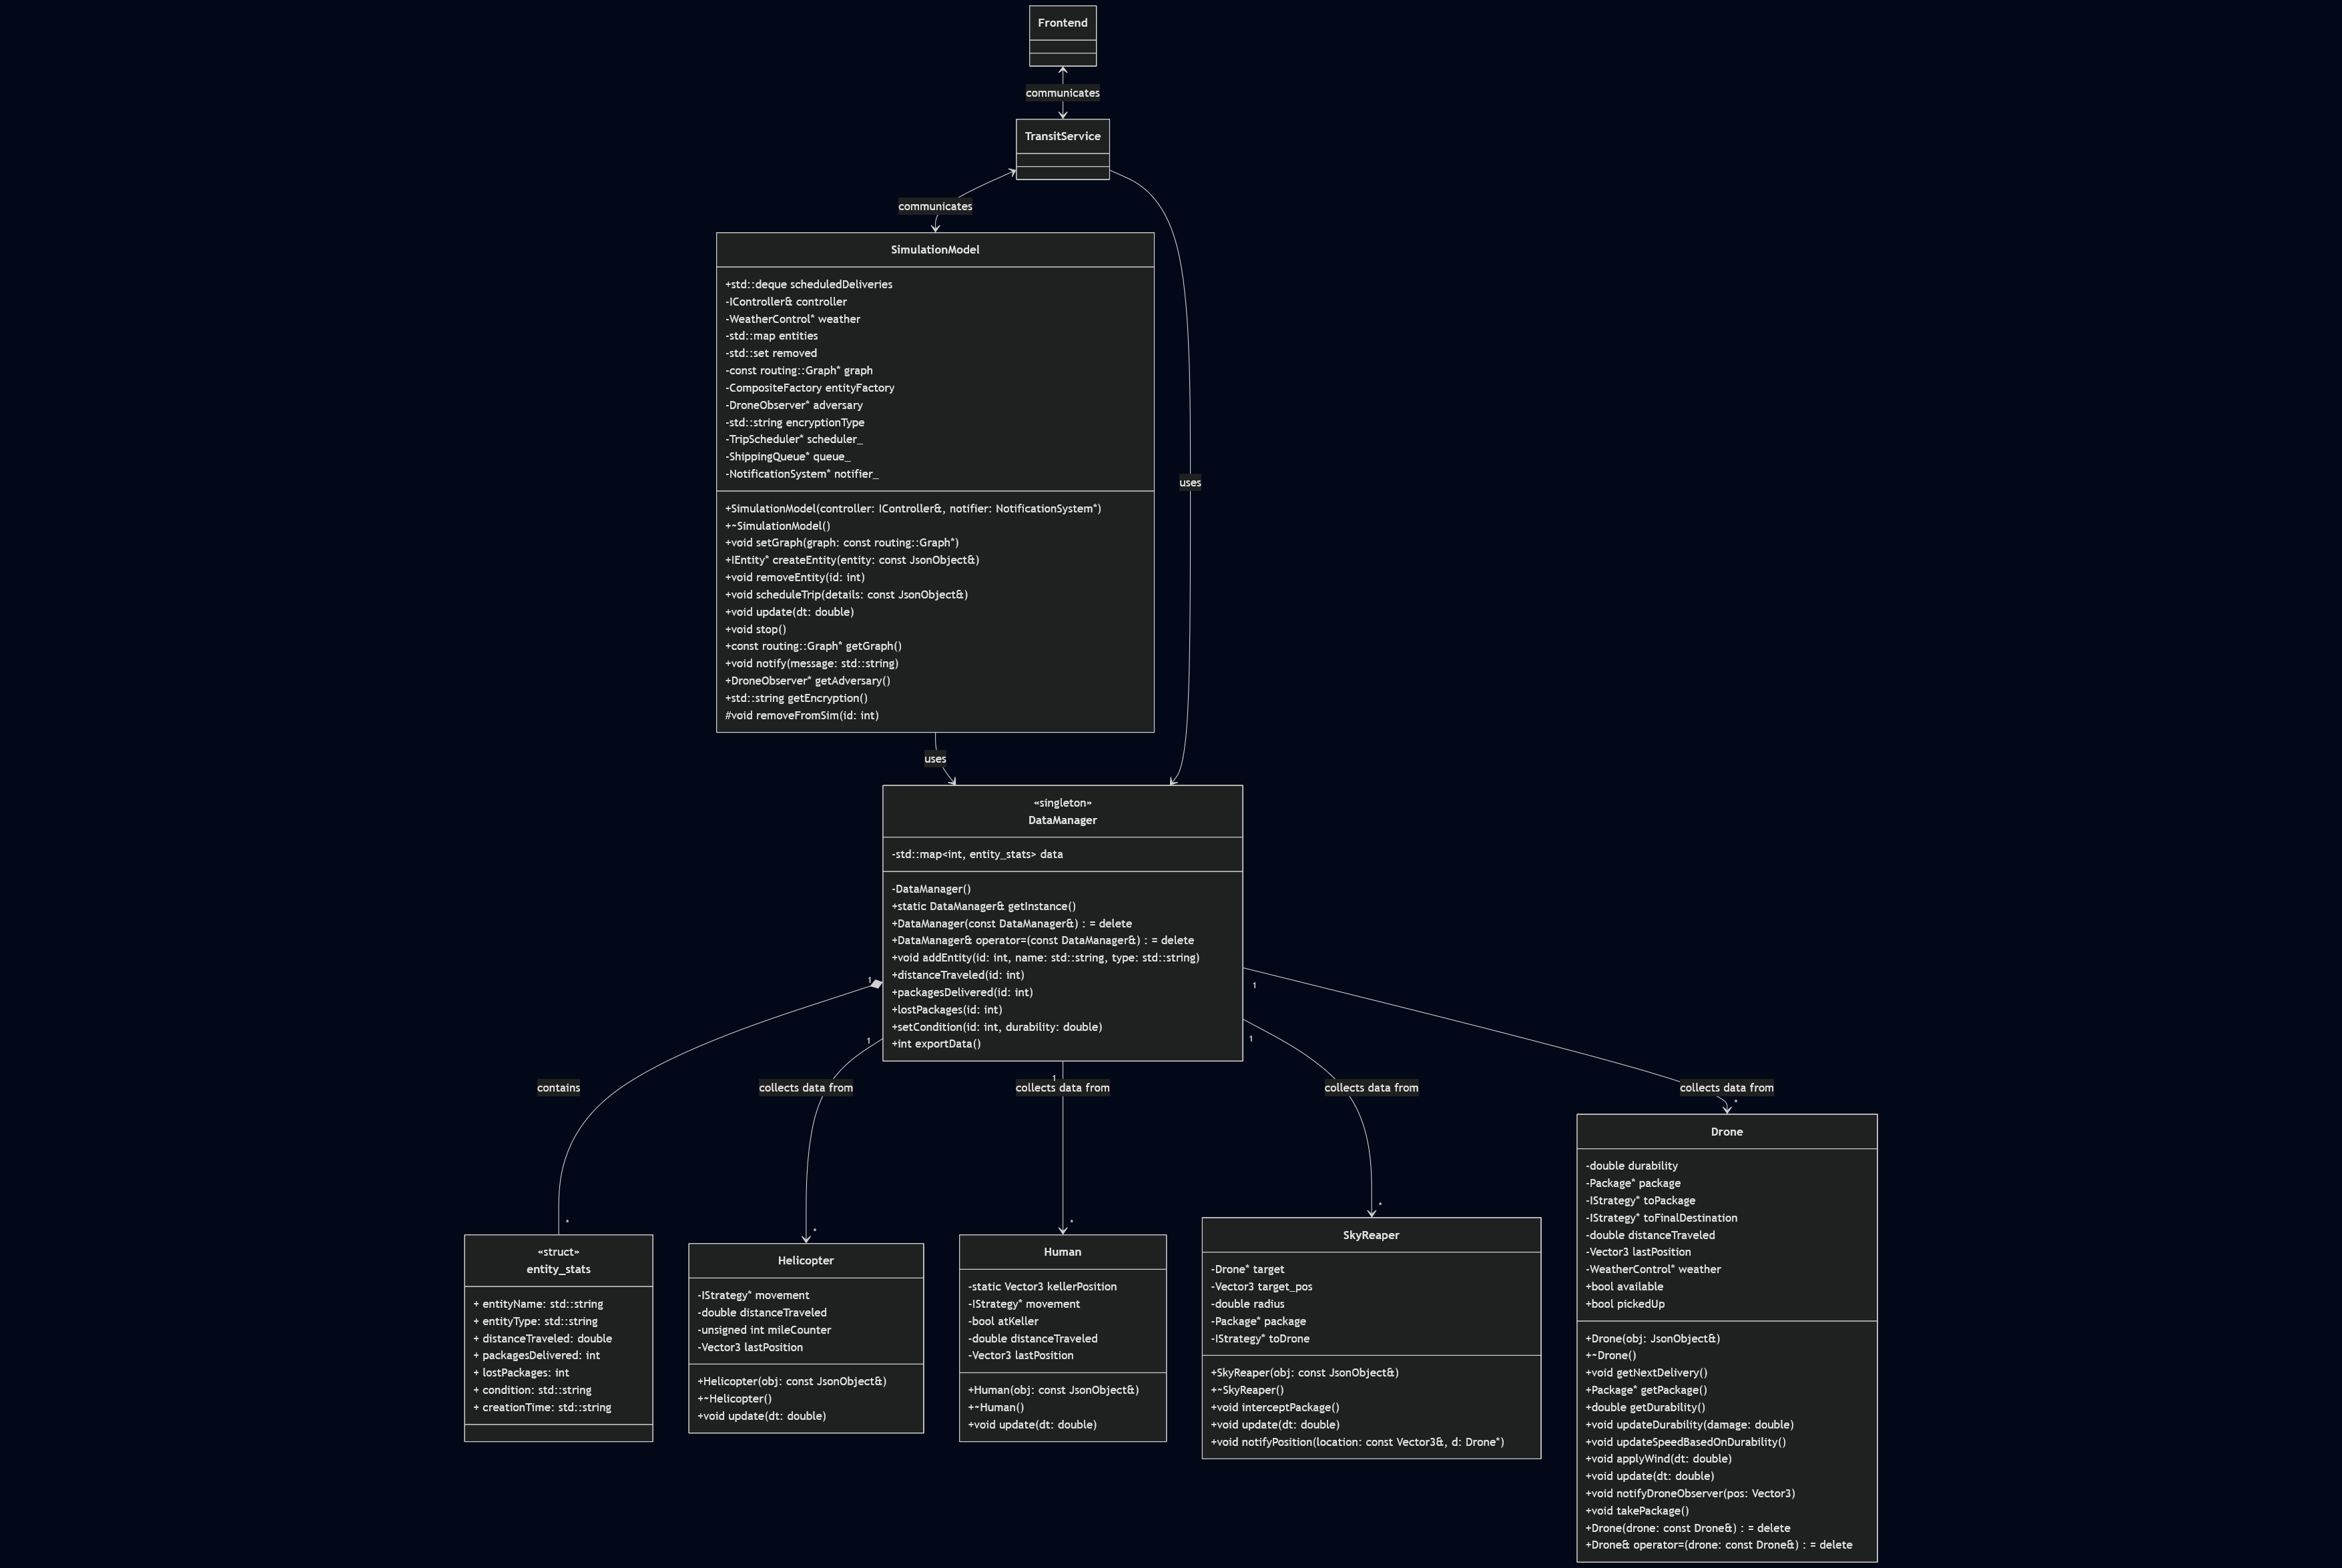 Frontend
communicates
TransitService
communicates
SimulationModel
+std::deque scheduledDeliveries
-IController& controller
-WeatherControl* weather
-std::map entities
-std::set removed
-const routing::Graph* graph
-CompositeFactory entityFactory
-DroneObserver* adversary
-std::string encryptionType
-TripScheduler* scheduler_
-ShippingQueue* queue_
-NotificationSystem* notifier_
+SimulationModel(controller: IController&, notifier: NotificationSystem*)
+~SimulationModel()
+void setGraph(graph: const routing::Graph*)
+IEntity* createEntity(entity: const JsonObject&)
+void removeEntity(id: int)
+void scheduleTrip(details: const JsonObject&)
+void update(dt: double)
+void stop()
+const routing::Graph* getGraph()
+void notify(message: std::string)
+DroneObserver* getAdversary()
+std::string getEncryption()
#void removeFromSim(id: int)
uses
uses
«singleton»
DataManager
-std::map<int, entity_stats> data
-DataManager()
+static DataManager& getInstance()
+DataManager(const DataManager&) : = delete
+DataManager& operator=(const DataManager&) : = delete
+void addEntity(id: int, name: std::string, type: std::string)
+distanceTraveled(id: int)
+packagesDelivered(id: int)
+lostPackages(id: int)
+setCondition(id: int, durability: double)
+int exportData()
1
1
1
1
1
contains
collects data from
collects data from
collects data from
collects data from
*
*
*
*
*
«struct»
entity_stats
+ entityName: std::string
+ entityType: std::string
+ distanceTraveled: double
+ packagesDelivered: int
+ lostPackages: int
+ condition: std::string
+ creationTime: std::string
Helicopter
-IStrategy* movement
-double distanceTraveled
-unsigned int mileCounter
-Vector3 lastPosition
+Helicopter(obj: const JsonObject&)
+~Helicopter()
+void update(dt: double)
Human
-static Vector3 kellerPosition
-IStrategy* movement
-bool atKeller
-double distanceTraveled
-Vector3 lastPosition
+Human(obj: const JsonObject&)
+~Human()
+void update(dt: double)
SkyReaper
-Drone* target
-Vector3 target_pos
-double radius
-Package* package
-IStrategy* toDrone
+SkyReaper(obj: const JsonObject&)
+~SkyReaper()
+void interceptPackage()
+void update(dt: double)
+void notifyPosition(location: const Vector3&, d: Drone*)
Drone
-double durability
-Package* package
-IStrategy* toPackage
-IStrategy* toFinalDestination
-double distanceTraveled
-Vector3 lastPosition
-WeatherControl* weather
+bool available
+bool pickedUp
+Drone(obj: JsonObject&)
+~Drone()
+void getNextDelivery()
+Package* getPackage()
+double getDurability()
+void updateDurability(damage: double)
+void updateSpeedBasedOnDurability()
+void applyWind(dt: double)
+void update(dt: double)
+void notifyDroneObserver(pos: Vector3)
+void takePackage()
+Drone(drone: const Drone&) : = delete
+Drone& operator=(drone: const Drone&) : = delete